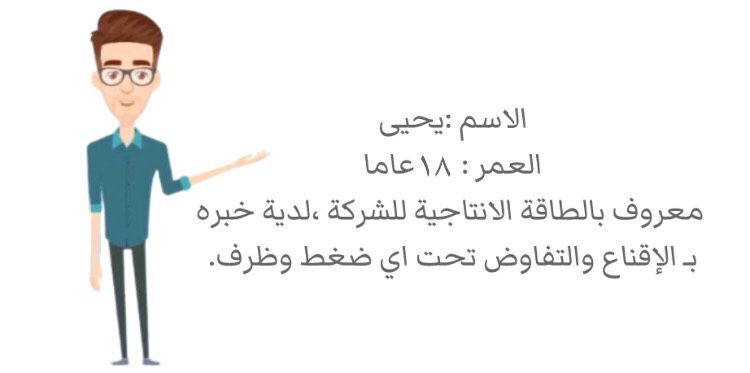 الاسم :يحيى
العمر : ١٨عاما
معروف بالطاقة الانتاجية للشركة ،لدية خبره
بـ الإقناع والتفاوض تحت اي ضغط وظرف.